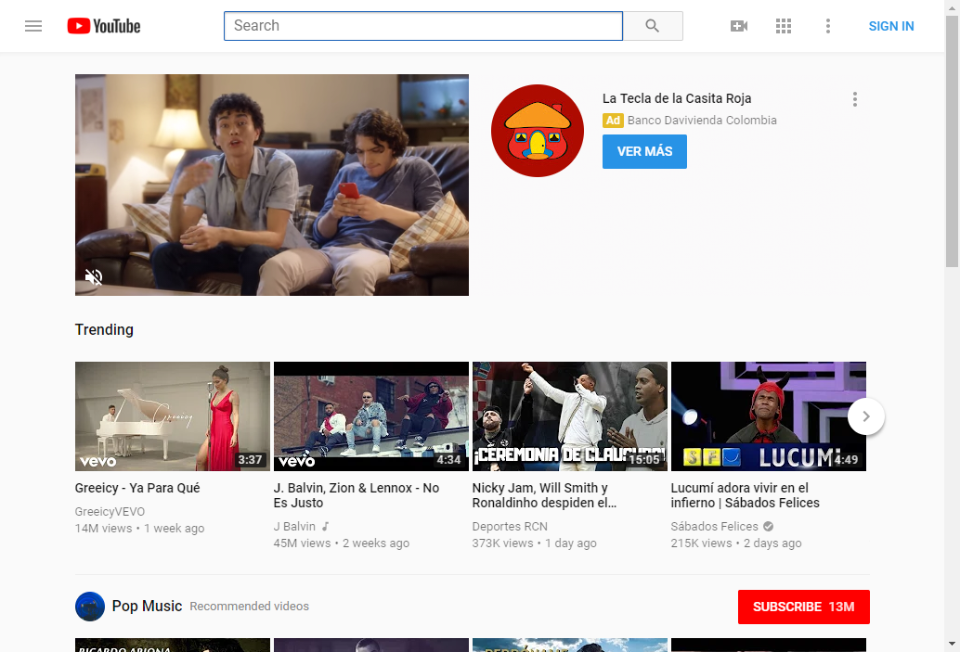 YouTube
Search
SIGN IN
La Tecla de la Casita Roja
Ad Banco Davivienda Colombia
VER MÁS
Trending
Greeicy
vevo
3:37
vevo
4:34
¡CEREMONIA DE CLAUSURA!
15:05
SFC LUCUMÍ
4:49
Greeicy - Ya Para Qué
GreeicyVEVO
14M views • 1 week ago
J. Balvin, Zion & Lennox - No
Es Justo
J Balvin
45M views • 2 weeks ago
Nicky Jam, Will Smith y
Ronaldinho despiden el...
Deportes RCN
373K views • 1 day ago
Lucumí adora vivir en el
infierno | Sábados Felices
Sábados Felices
215K views • 2 days ago
Pop Music Recommended videos
SUBSCRIBE 13M
RICARDO ARJONA